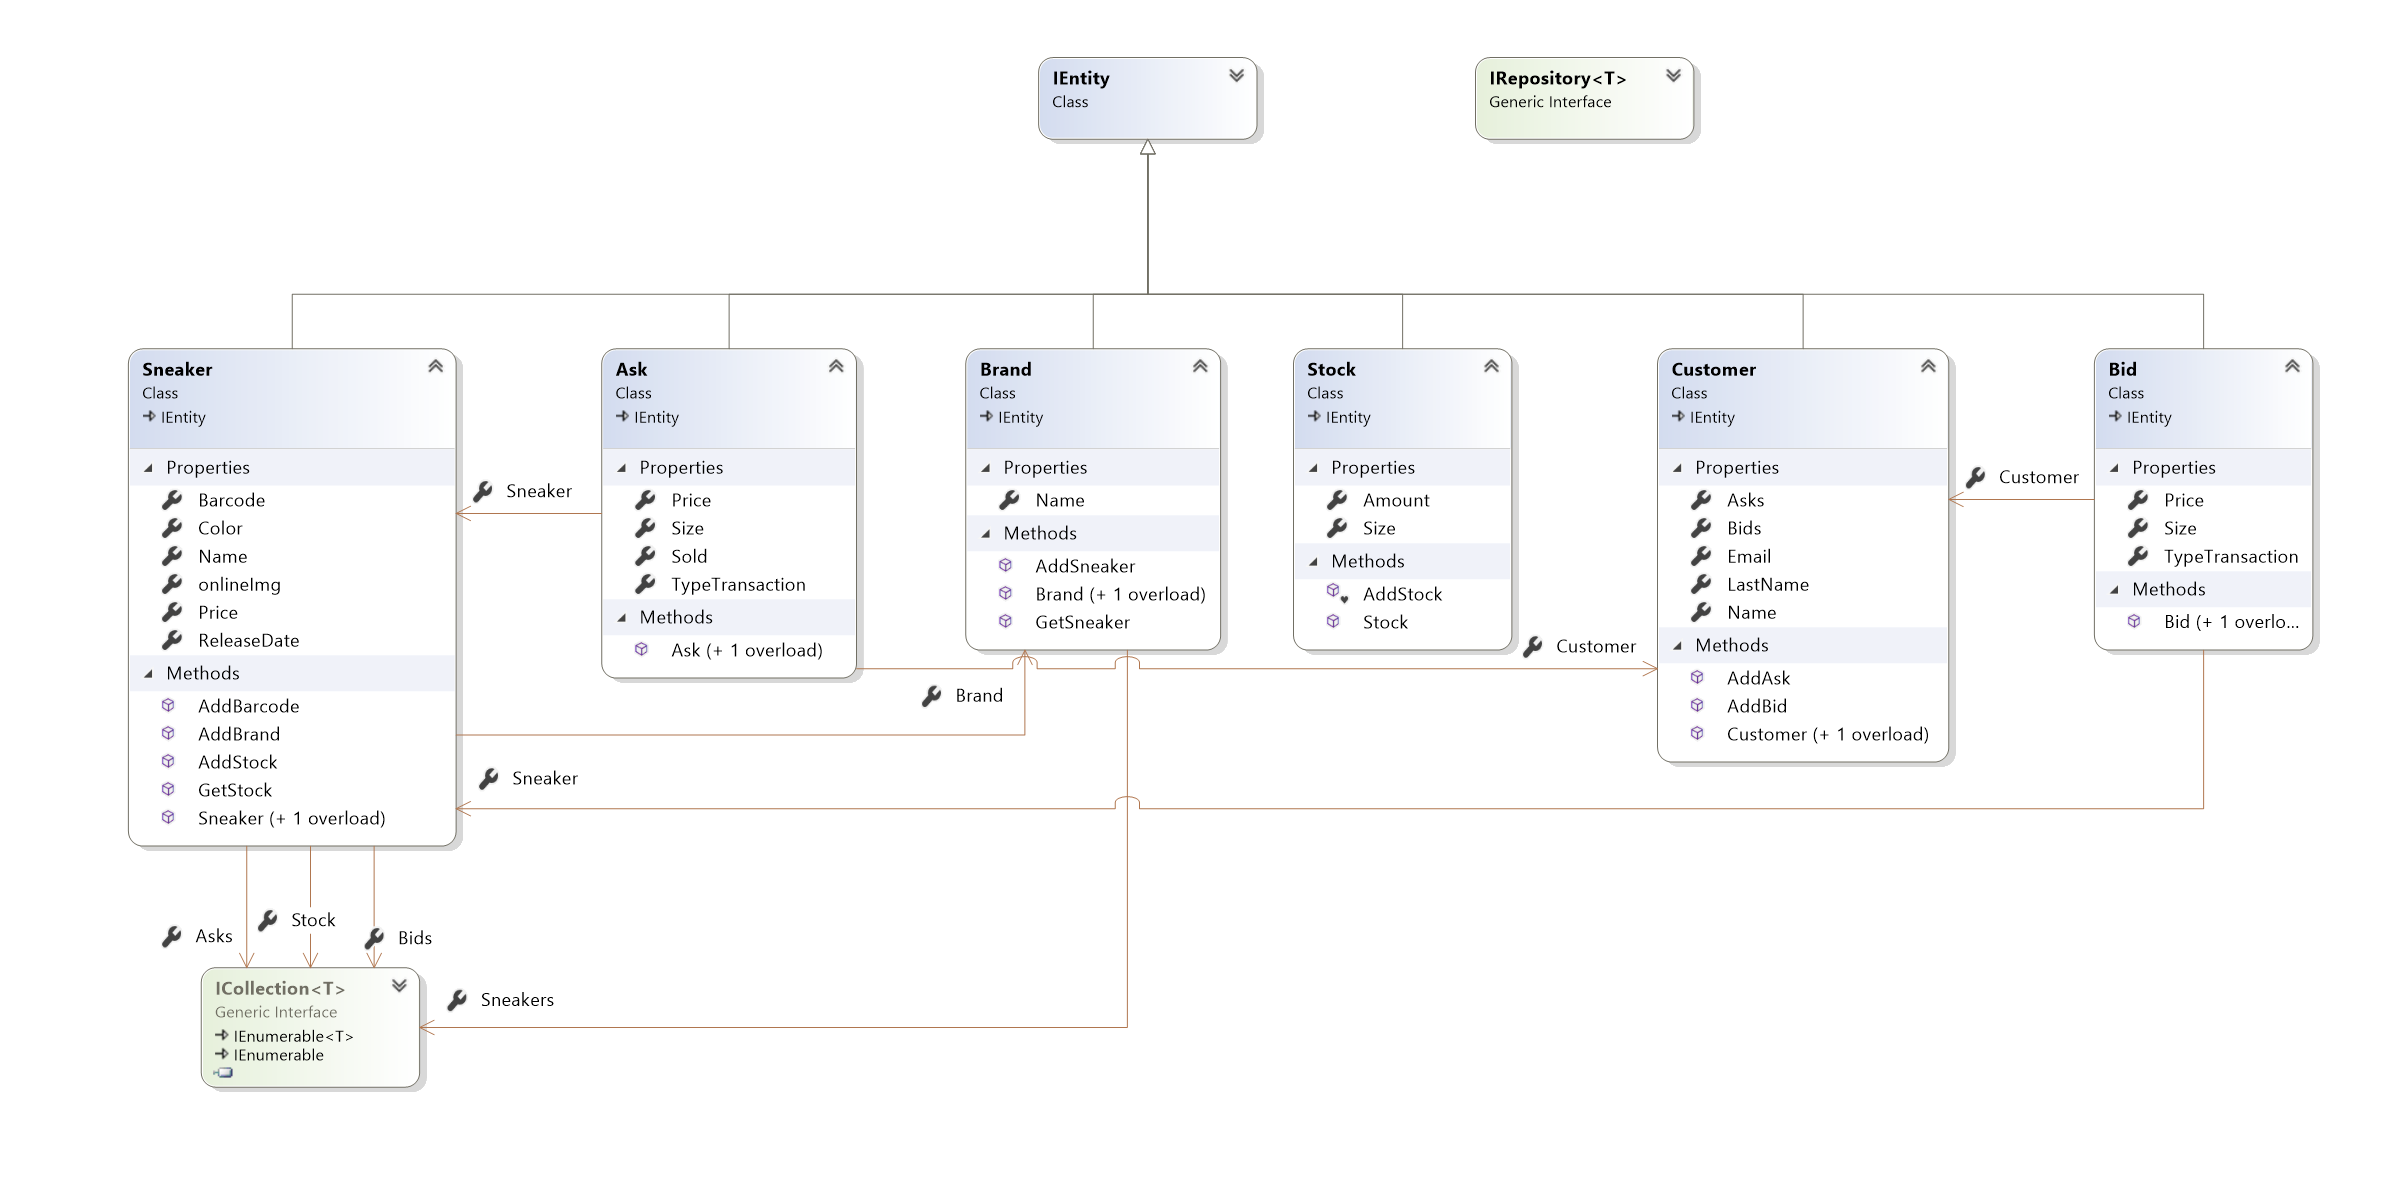 IEntity
Class
IRepository<T>
Generic Interface
Sneaker
Class
IEntity
Properties
Barcode
Color
Name
onlineImg
Price
ReleaseDate
Methods
AddBarcode
AddBrand
AddStock
GetStock
Sneaker (+ 1 overload)
Sneaker
Ask
Class
IEntity
Properties
Price
Size
Sold
TypeTransaction
Methods
Ask (+ 1 overload)
Brand
Class
IEntity
Properties
Name
Methods
AddSneaker
Brand (+ 1 overload)
GetSneaker
Brand
Stock
Class
IEntity
Properties
Amount
Size
Methods
AddStock
Stock
Customer
Customer
Class
IEntity
Properties
Asks
Bids
Email
LastName
Name
Methods
AddAsk
AddBid
Customer (+ 1 overload)
Customer
Bid
Class
IEntity
Properties
Price
Size
TypeTransaction
Methods
Bid (+ 1 overlo...
Sneaker
Asks
Stock
Bids
ICollection<T>
Generic Interface
IEnumerable<T>
IEnumerable
Sneakers